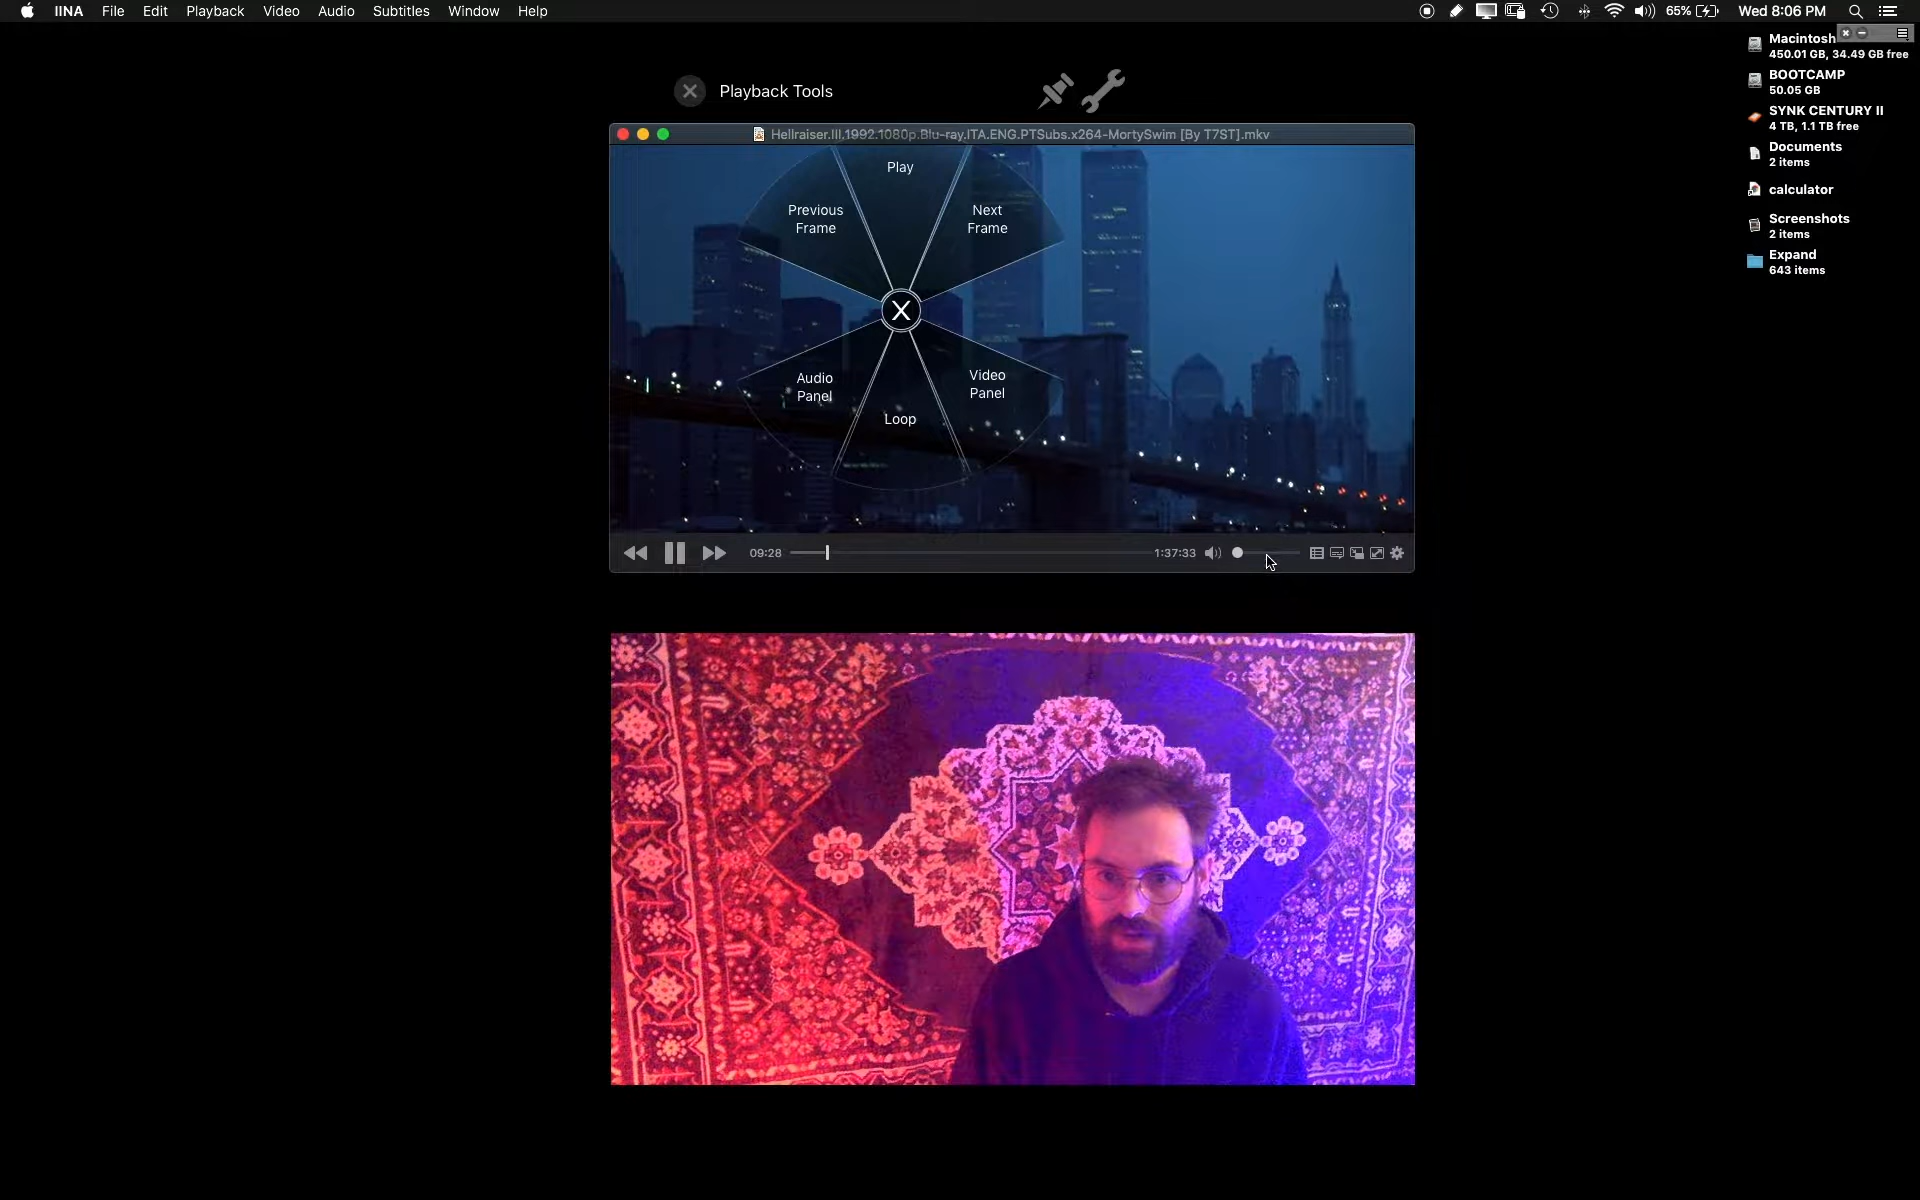 IINA File Edit Playback Video Audio Subtitles Window Help 65% Wed 8:06 PM
Macintosh
450.01 GB, 34.49 GB free
BOOTCAMP
50.05 GB
SYNK CENTURY II
4 TB, 1.1 TB free
Documents
2 items
calculator
Screenshots
2 items
Expand
643 items
Playback Tools
Hellraiser.III.1992.1080p.Blu-ray.ITA.ENG.PTSubs.x264-MortySwim [By T7ST].mkv
Play
Previous
Frame
Next
Frame
X
Audio
Panel
Video
Panel
Loop
09:28 1:37:33